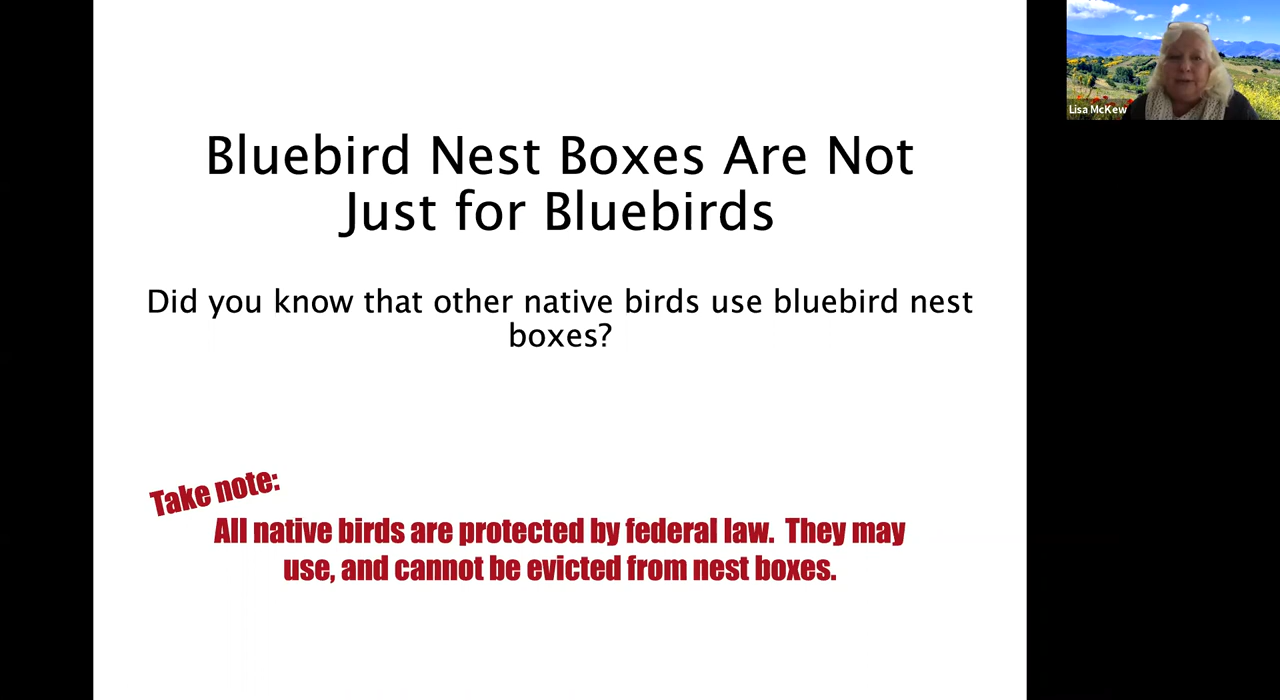 Bluebird Nest Boxes Are Not
Just for Bluebirds
Did you know that other native birds use bluebird nest
boxes?
Take note:
All native birds are protected by federal law.  They may
use, and cannot be evicted from nest boxes.
Lisa McKew